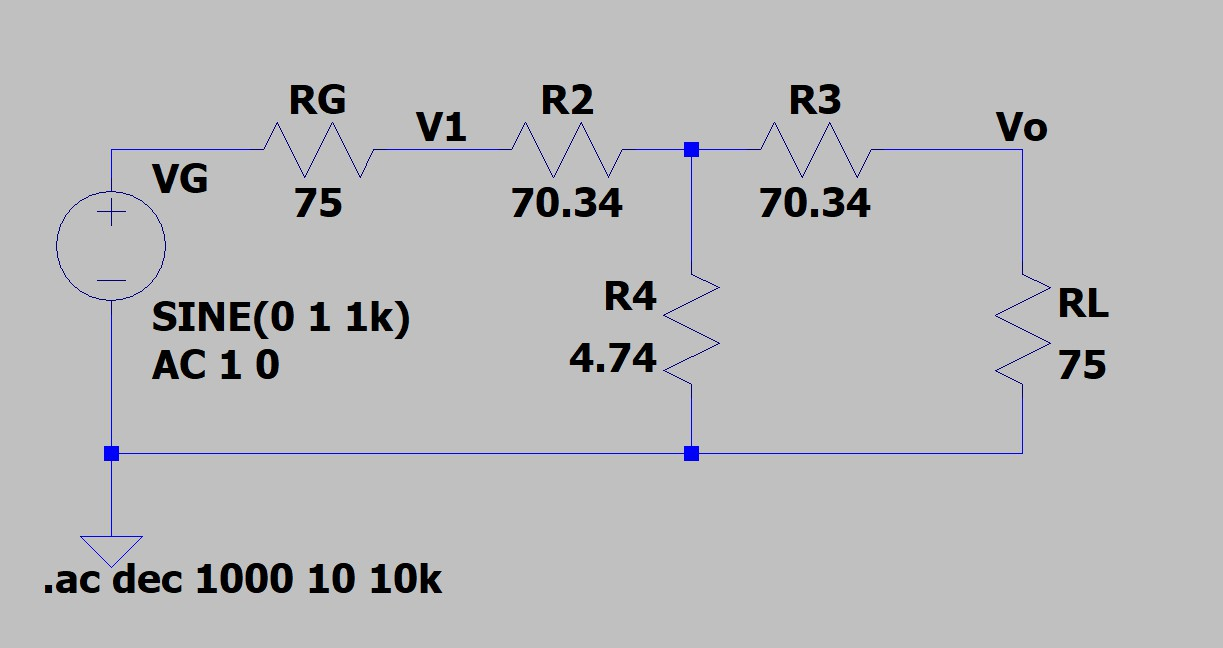 RG
R2
R3
V1
Vo
VG
75
70.34
70.34
R4
RL
SINE(0 1 1k)
4.74
75
AC 1 0
.ac dec 1000 10 10k